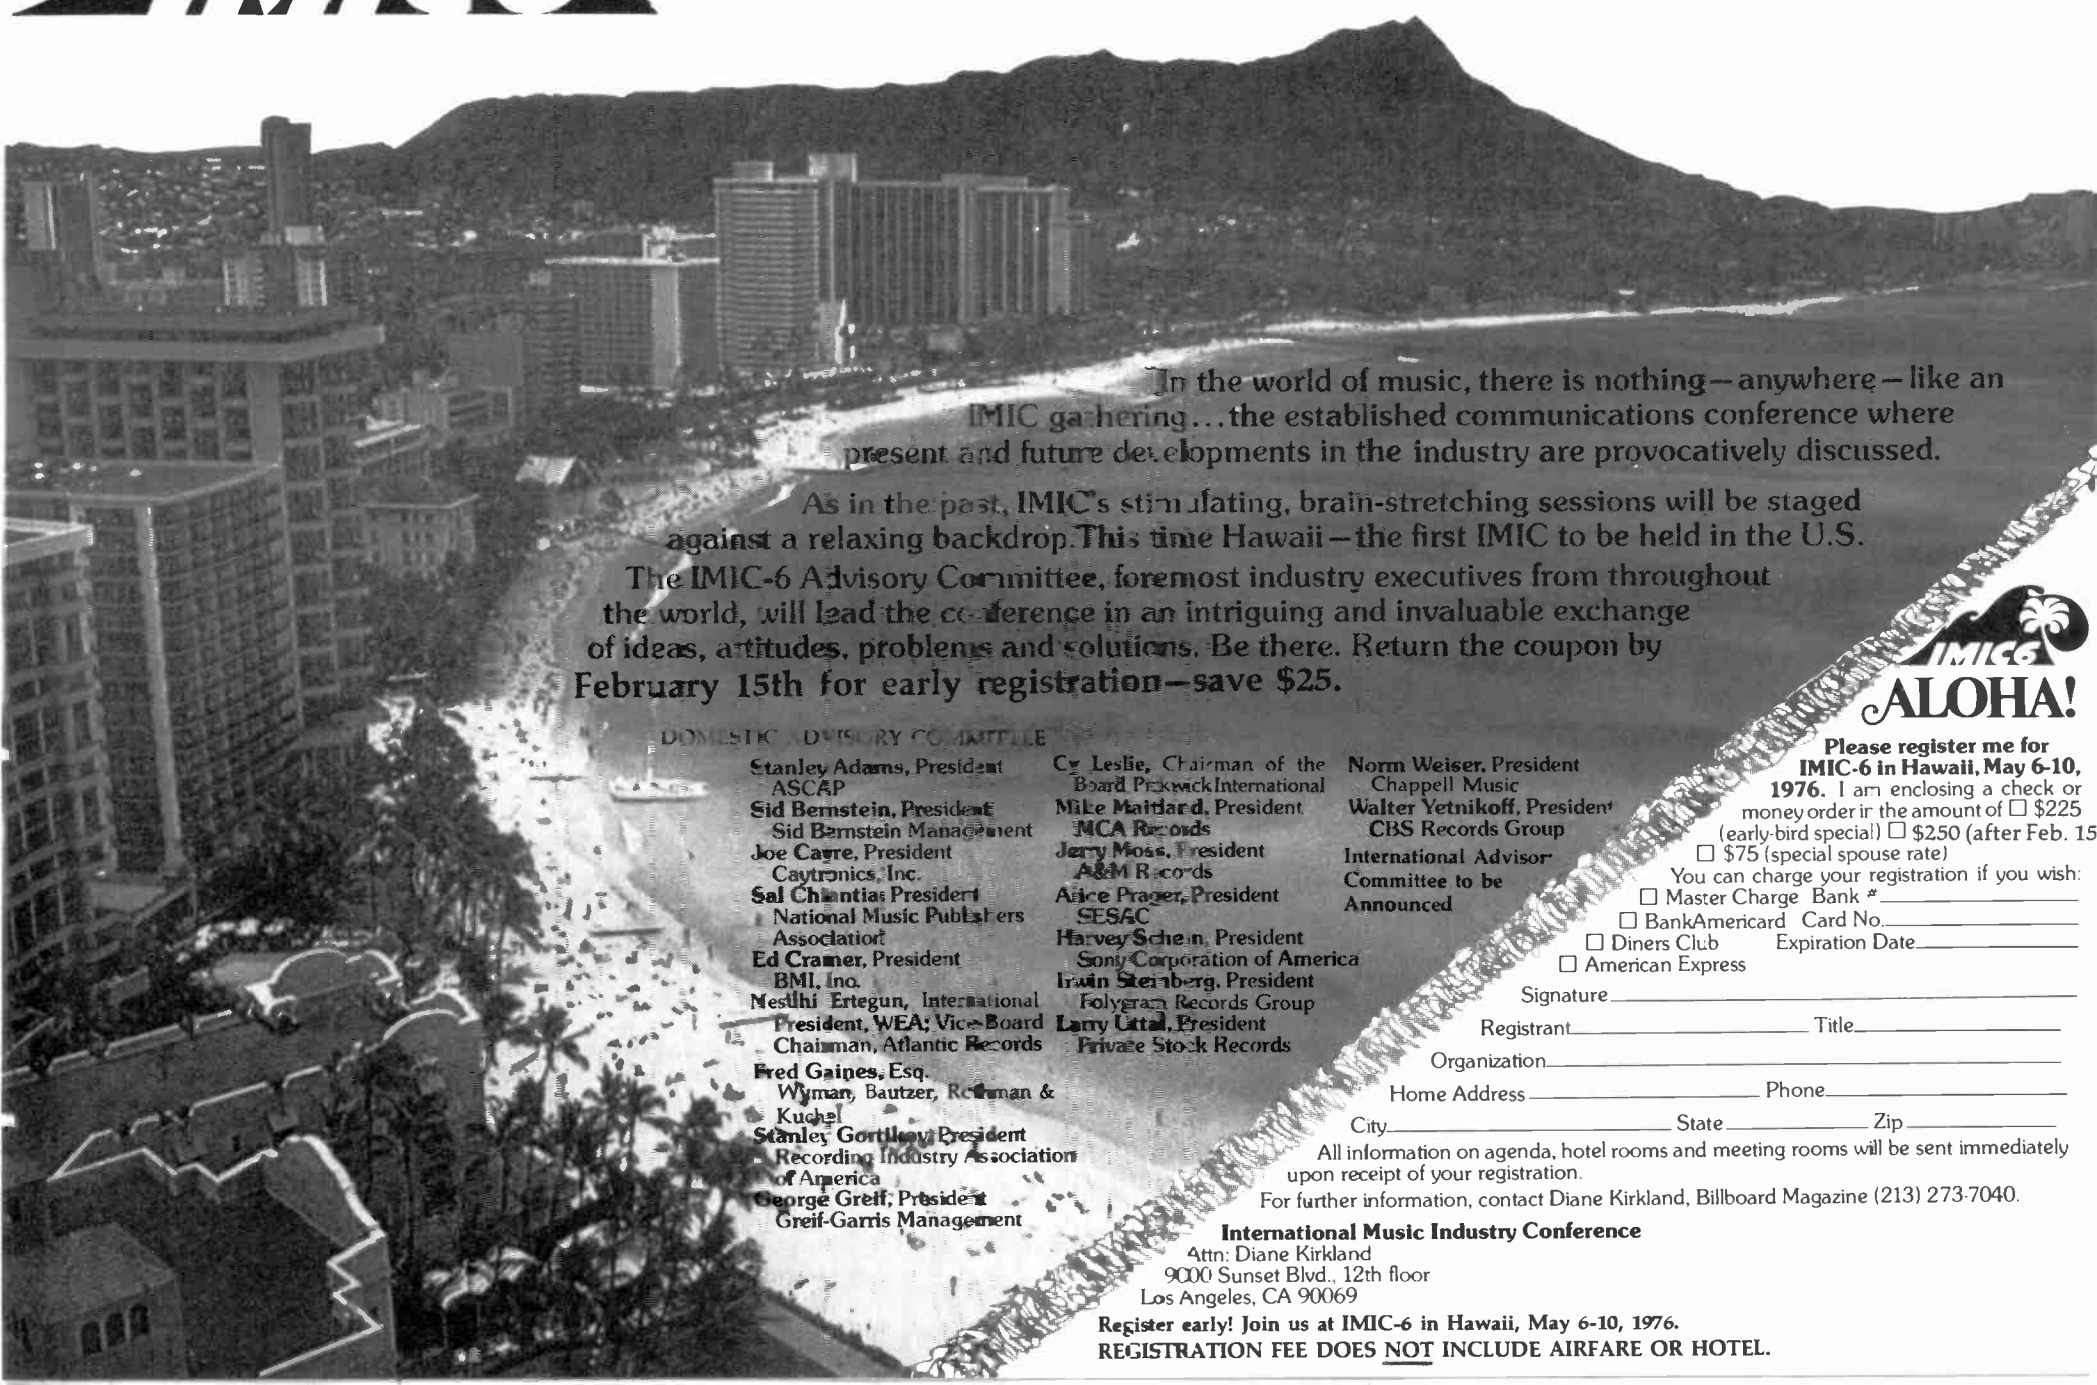 In the world of music, there is nothing—anywhere—like an
IMIC gathering...the established communications conference where
present and future developments in the industry are provocatively discussed.
As in the past, IMIC's stimulating, brain-stretching sessions will be staged
against a relaxing backdrop. This time Hawaii—the first IMIC to be held in the U.S.
The IMIC-6 Advisory Committee, foremost industry executives from throughout
the world, will lead the conference in an intriguing and invaluable exchange
of ideas, attitudes, problems and solutions. Be there. Return the coupon by
February 15th for early registration—save $25.
DOMESTIC ADVISORY COMMITTEE
Stanley Adams, President
ASCAP
Sid Bernstein, President
Sid Bernstein Management
Joe Cayre, President
Caytronics, Inc.
Sal Chiantia, President
National Music Publishers
Association
Ed Cramer, President
BMI, Inc.
Nesuhi Ertegun, International
President, WEA; Vice-Board
Chairman, Atlantic Records
Fred Gaines, Esq.
Wyman, Bautzer, Rothman &
Kuchel
Stanley Gortikov, President
Recording Industry Association
of America
George Greif, President
Greif-Garris Management
Cy Leslie, Chairman of the
Board Pickwick International
Mike Maitland, President
MCA Records
Jerry Moss, President
A&M Records
Alice Prager, President
SESAC
Harvey Schein, President
Sony Corporation of America
Irwin Steinberg, President
Polygram Records Group
Larry Uttal, President
Private Stock Records
Norm Weiser, President
Chappell Music
Walter Yetnikoff, President
CBS Records Group
International Advisor
Committee to be
Announced
IMIC6
ALOHA!
Please register me for
IMIC-6 in Hawaii, May 6-10,
1976. I am enclosing a check or
money order in the amount of ☐ $225
(early-bird special) ☐ $250 (after Feb. 15
☐ $75 (special spouse rate)
You can charge your registration if you wish:
☐ Master Charge Bank #
☐ BankAmericard Card No.
☐ Diners Club Expiration Date
☐ American Express
Signature
Registrant Title
Organization
Home Address Phone
City State Zip
All information on agenda, hotel rooms and meeting rooms will be sent immediately
upon receipt of your registration.
For further information, contact Diane Kirkland, Billboard Magazine (213) 273-7040.
International Music Industry Conference
Attn: Diane Kirkland
9000 Sunset Blvd., 12th floor
Los Angeles, CA 90069
Register early! Join us at IMIC-6 in Hawaii, May 6-10, 1976.
REGISTRATION FEE DOES NOT INCLUDE AIRFARE OR HOTEL.